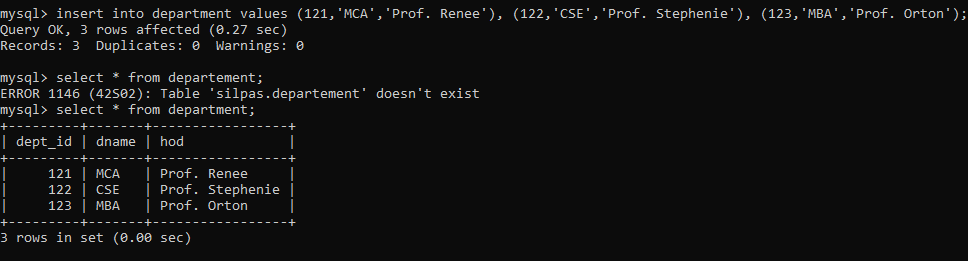 mysql> insert into department values (121,'MCA','Prof. Renee'), (122,'CSE','Prof. Stephenie'), (123,'MBA','Prof. Orton');
Query OK, 3 rows affected (0.27 sec)
Records: 3  Duplicates: 0  Warnings: 0

mysql> select * from departement;
ERROR 1146 (42S02): Table 'silpas.departement' doesn't exist
mysql> select * from department;
+---------+-------+-----------------+
| dept_id | dname | hod             |
+---------+-------+-----------------+
|     121 | MCA   | Prof. Renee     |
|     122 | CSE   | Prof. Stephenie |
|     123 | MBA   | Prof. Orton     |
+---------+-------+-----------------+
3 rows in set (0.00 sec)